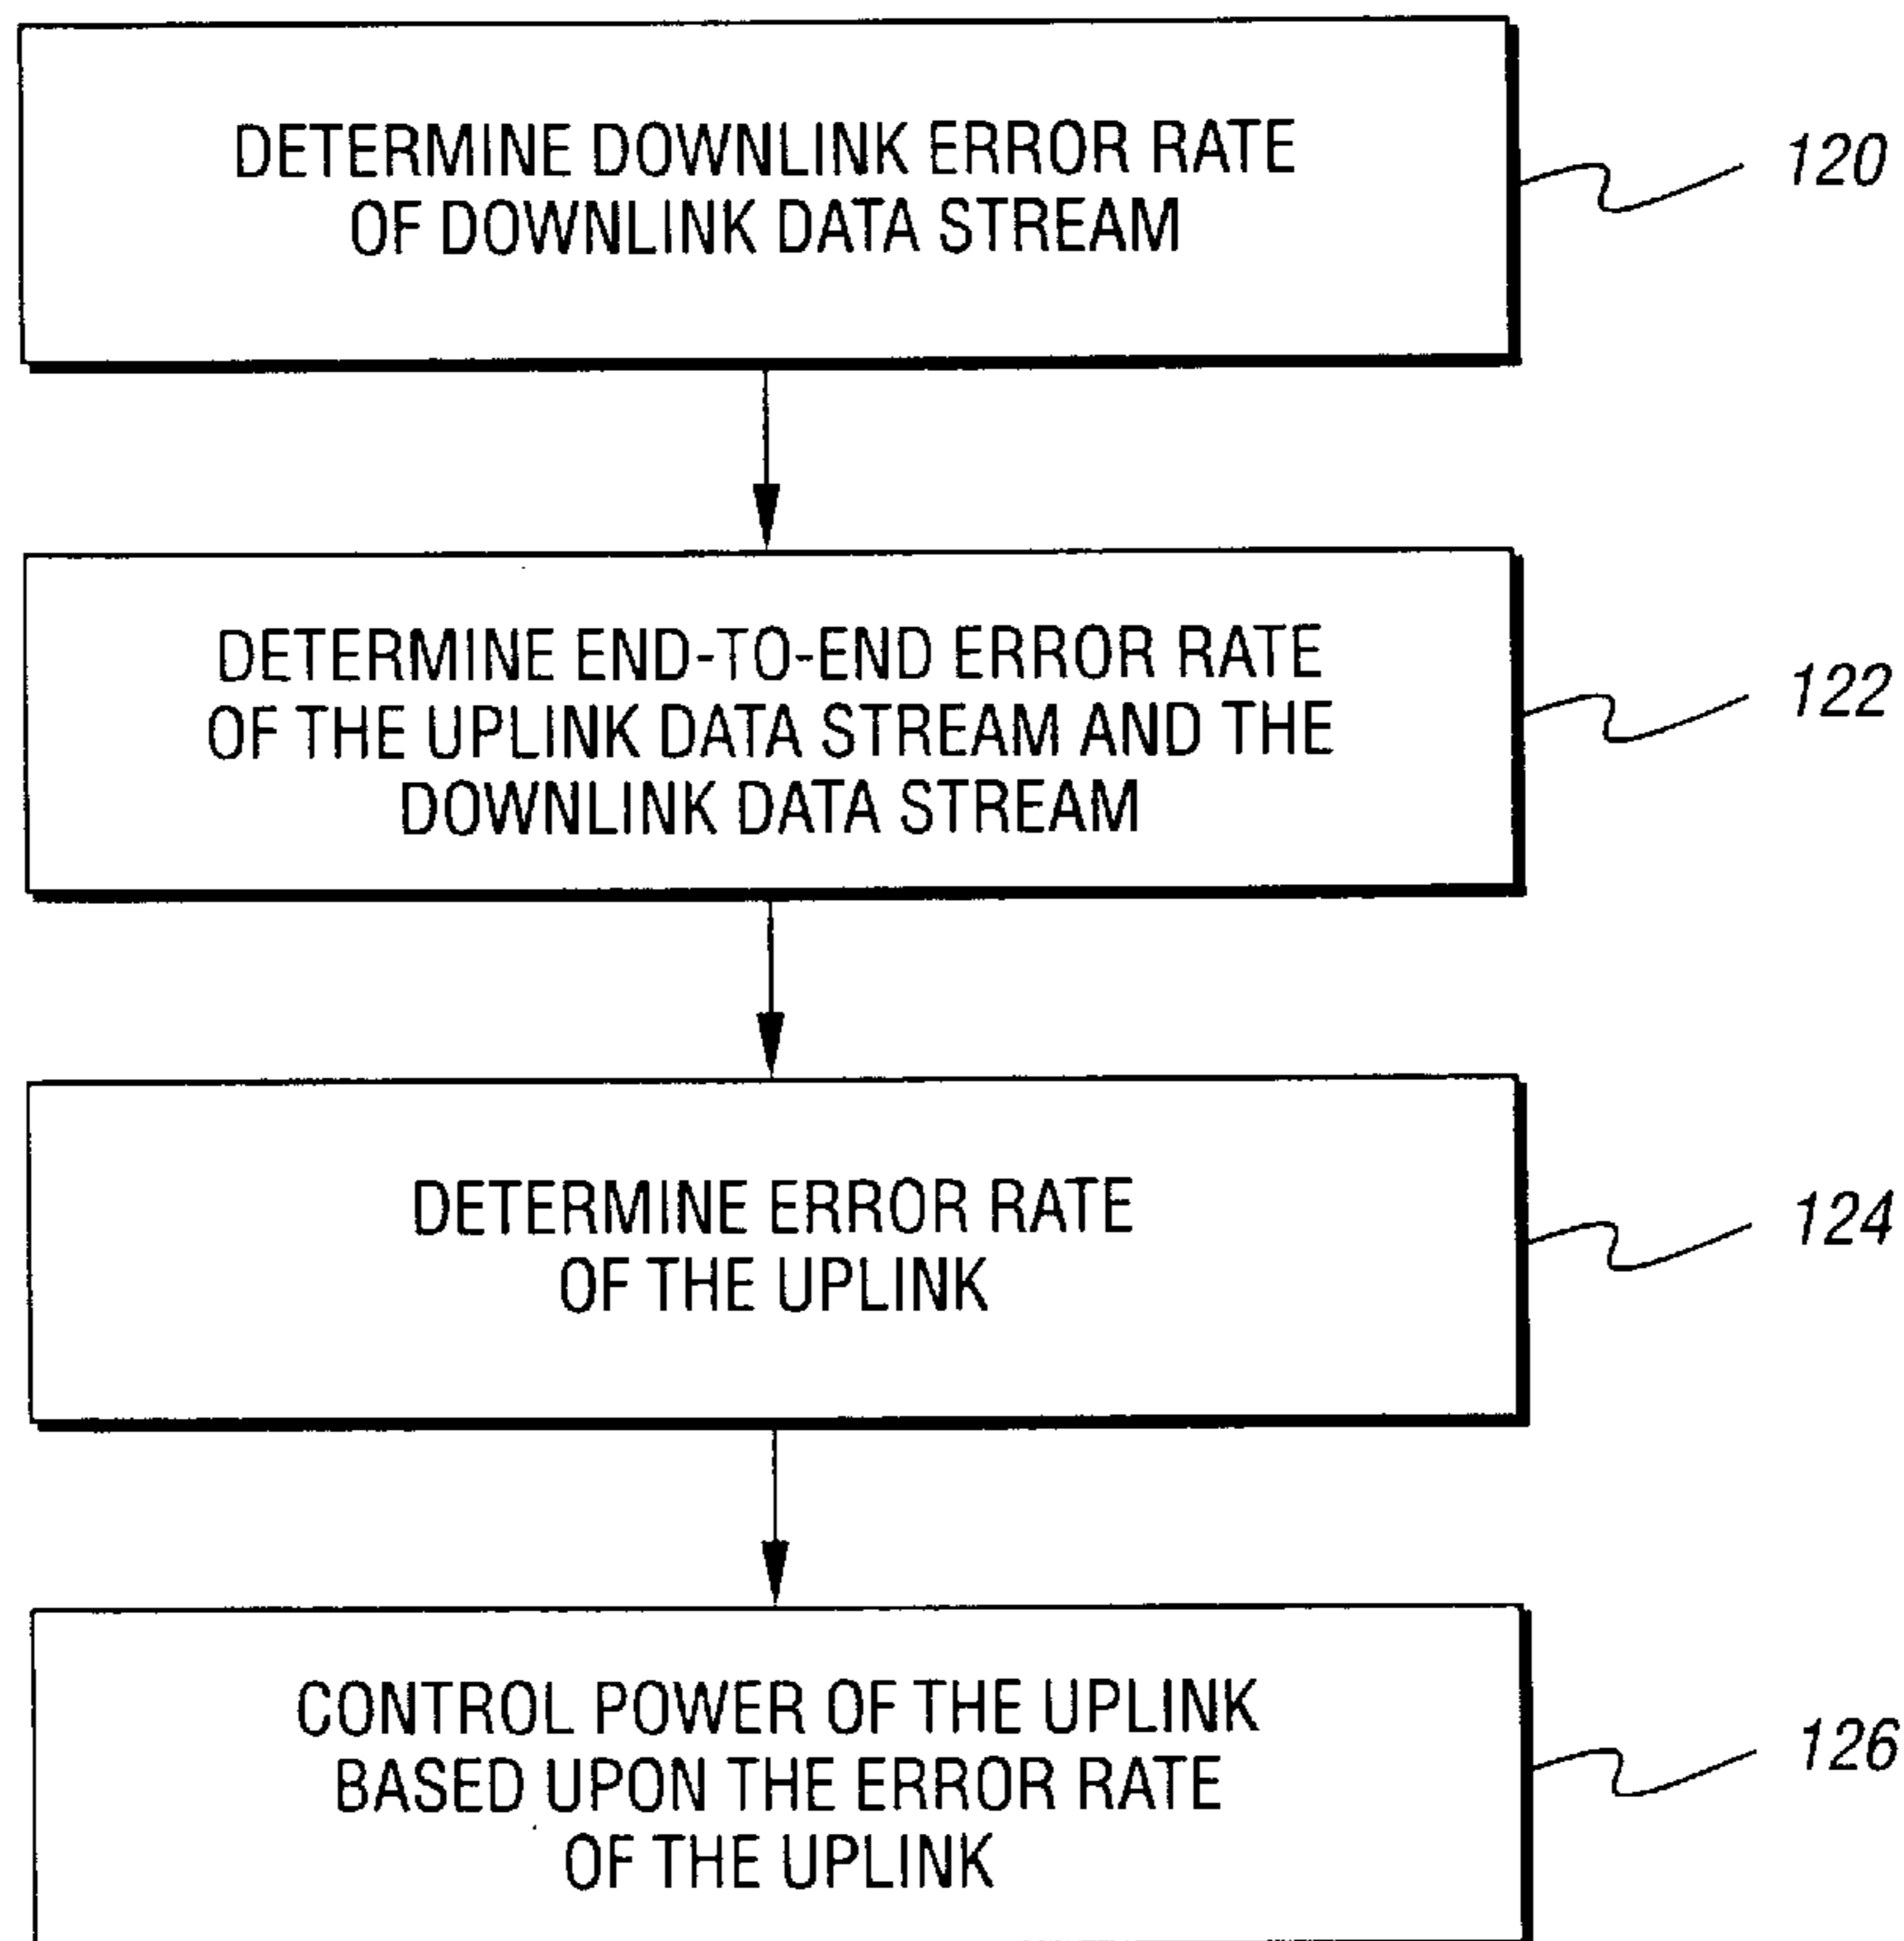 DETERMINE DOWNLINK ERROR RATE
OF DOWNLINK DATA STREAM
120
DETERMINE END-TO-END ERROR RATE
OF THE UPLINK DATA STREAM AND THE
DOWNLINK DATA STREAM
122
DETERMINE ERROR RATE
OF THE UPLINK
124
CONTROL POWER OF THE UPLINK
BASED UPON THE ERROR RATE
OF THE UPLINK
126